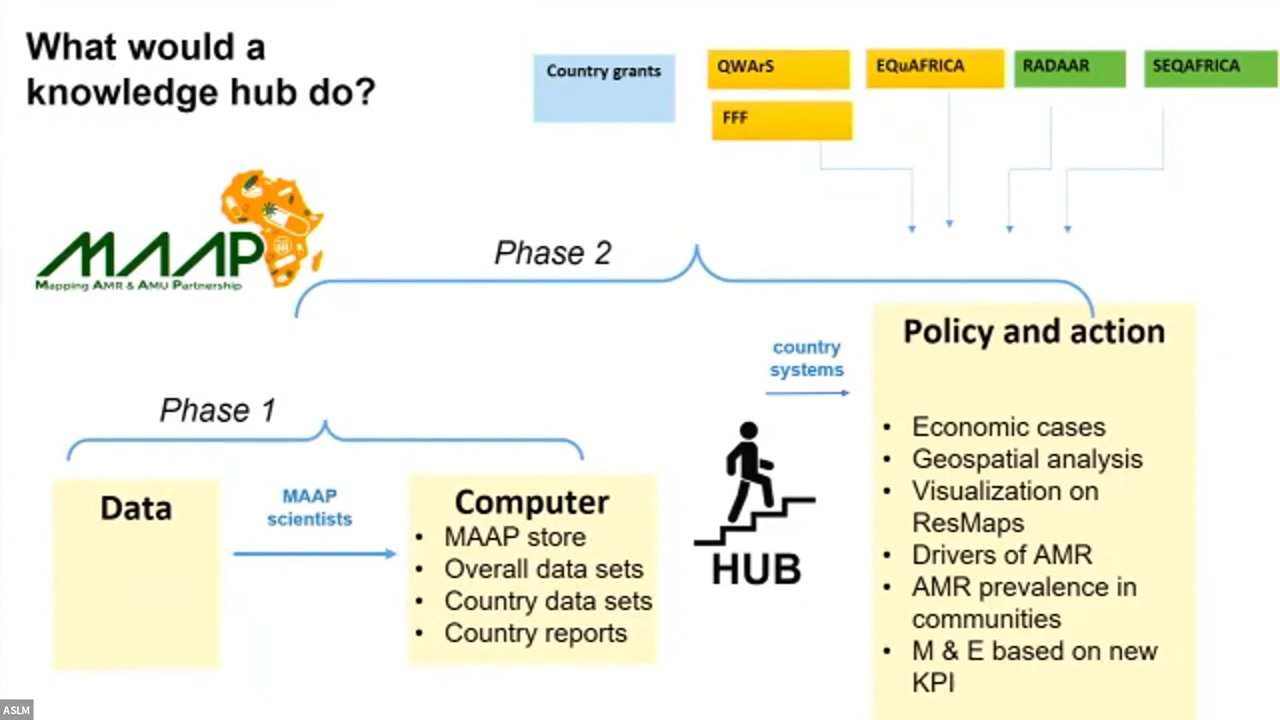 What would a
knowledge hub do?
Country grants
QWArS
EQuAFRICA
RADAAR
SEQAFRICA
FFF
MAAP
Mapping AMR & AMU Partnership
Phase 2
Phase 1
Data
MAAP
scientists
Computer
• MAAP store
• Overall data sets
• Country data sets
• Country reports
country
systems
HUB
Policy and action
• Economic cases
• Geospatial analysis
• Visualization on
ResMaps
• Drivers of AMR
• AMR prevalence in
communities
• M & E based on new
KPI
ASLM